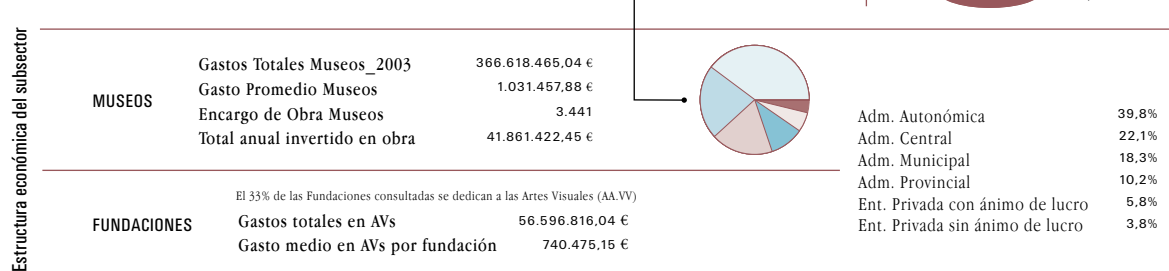 Estructura económica del subsector
MUSEOS
Gastos Totales Museos_2003 366.618.465,04 €
Gasto Promedio Museos 1.031.457,88 €
Encargo de Obra Museos 3.441
Total anual invertido en obra 41.861.422,45 €
Adm. Autonómica 39,8%
Adm. Central 22,1%
Adm. Municipal 18,3%
Adm. Provincial 10,2%
Ent. Privada con ánimo de lucro 5,8%
Ent. Privada sin ánimo de lucro 3,8%
El 33% de las Fundaciones consultadas se dedican a las Artes Visuales (AA.VV)
FUNDACIONES
Gastos totales en AVs 56.596.816,04 €
Gasto medio en AVs por fundación 740.475,15 €